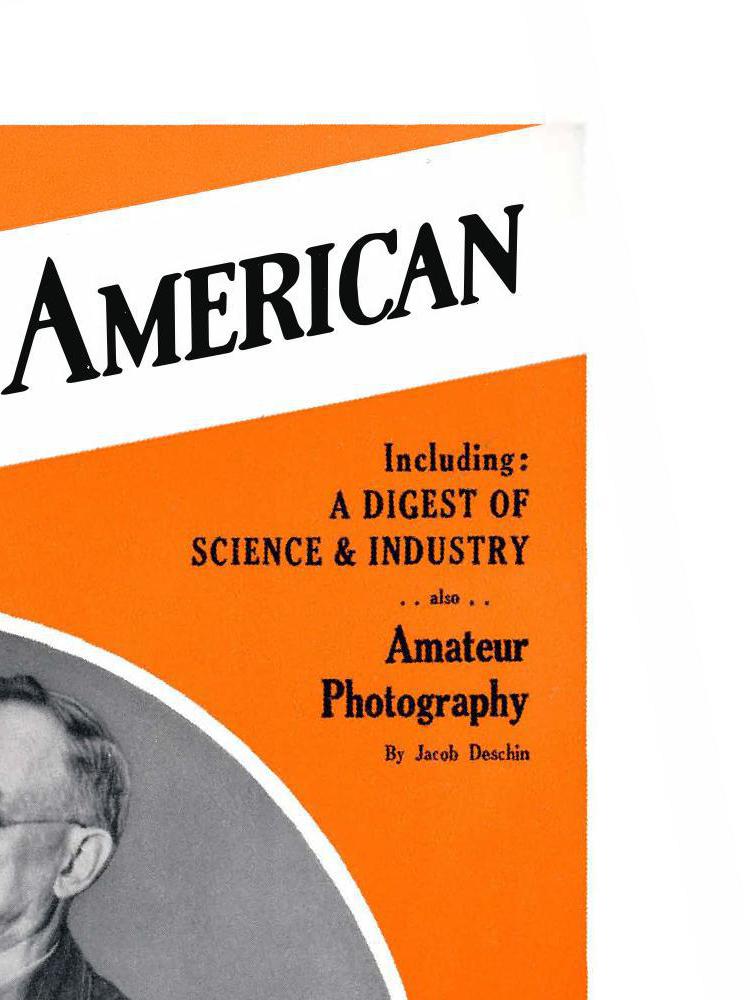 AMERICAN
Including:
A DIGEST OF
SCIENCE & INDUSTRY
. . also . .
Amateur
Photography
By Jacob Deschin